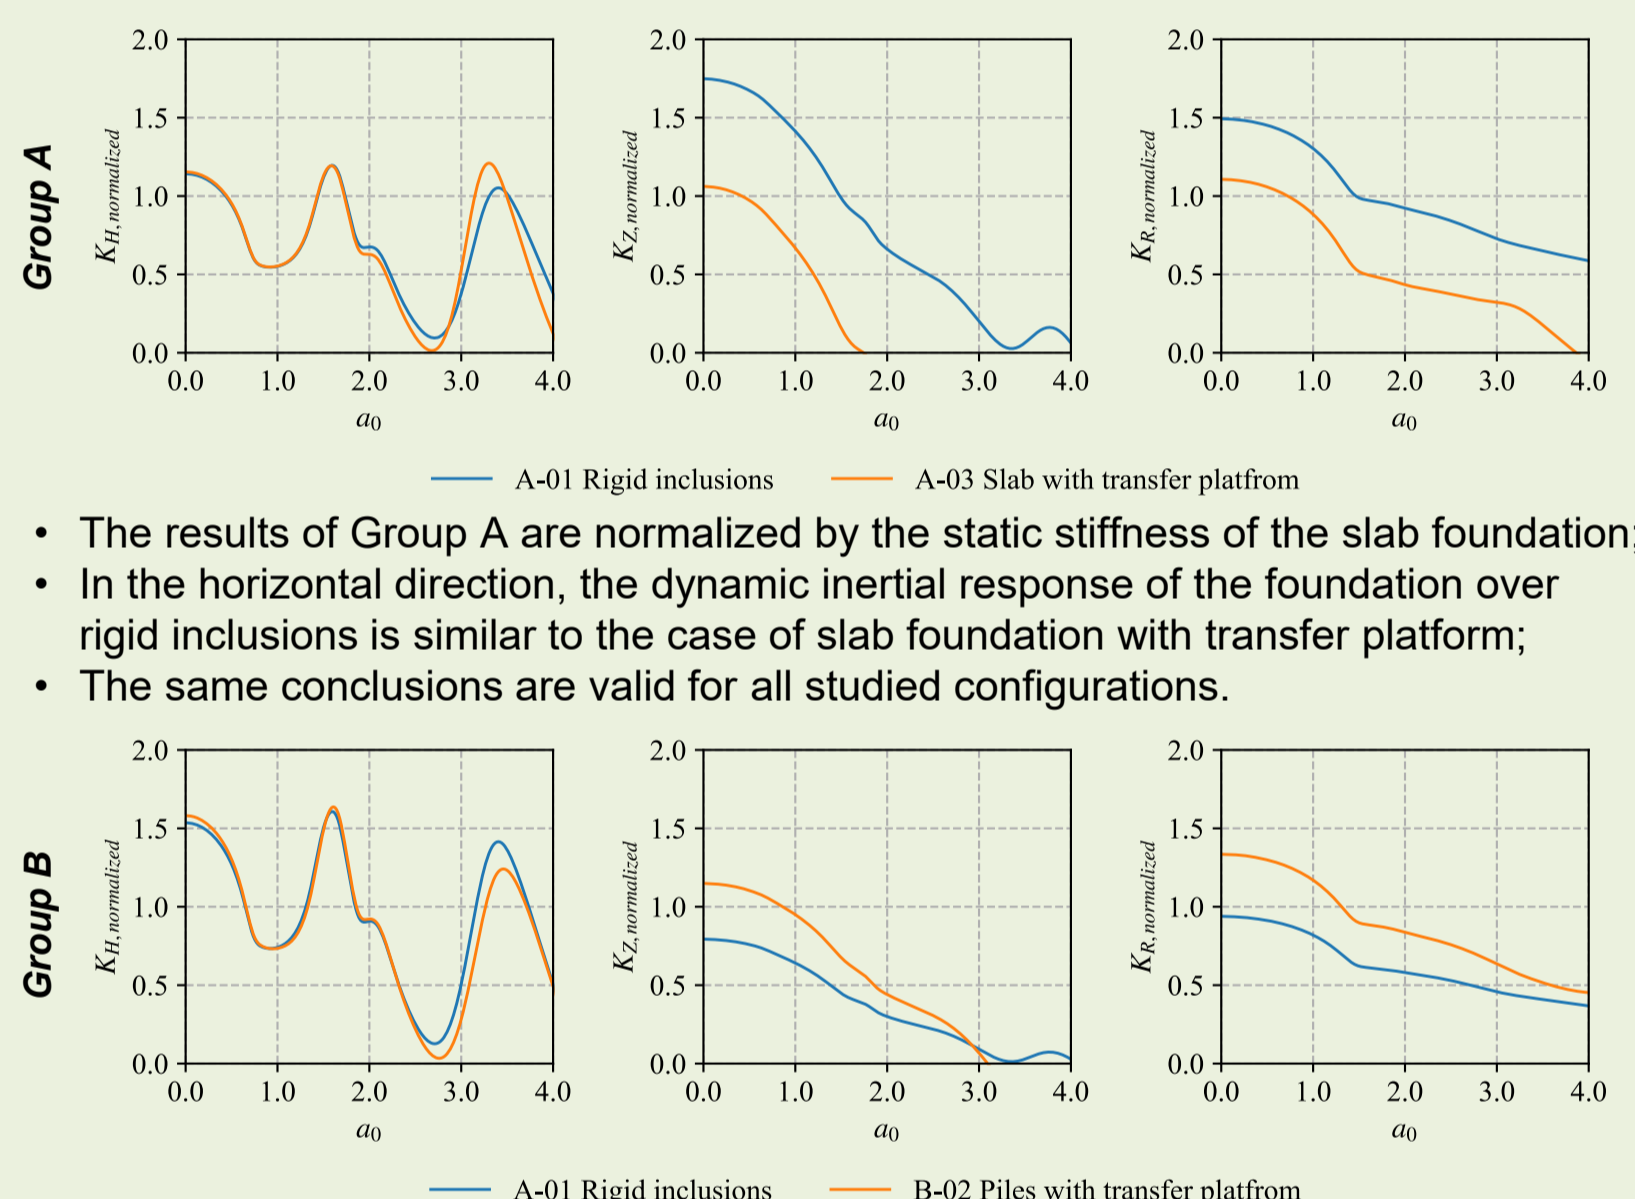 Group A
2.0
1.5
1.0
0.5
0.0
0.0 1.0 2.0 3.0 4.0
K_H,normalized
a_0
2.0
1.5
1.0
0.5
0.0
0.0 1.0 2.0 3.0 4.0
K_Z,normalized
a_0
2.0
1.5
1.0
0.5
0.0
0.0 1.0 2.0 3.0 4.0
K_R,normalized
a_0
A-01 Rigid inclusions A-03 Slab with transfer platfrom
• The results of Group A are normalized by the static stiffness of the slab foundation;
• In the horizontal direction, the dynamic inertial response of the foundation over
rigid inclusions is similar to the case of slab foundation with transfer platform;
• The same conclusions are valid for all studied configurations.
Group B
2.0
1.5
1.0
0.5
0.0
0.0 1.0 2.0 3.0 4.0
K_H,normalized
a_0
2.0
1.5
1.0
0.5
0.0
0.0 1.0 2.0 3.0 4.0
K_Z,normalized
a_0
2.0
1.5
1.0
0.5
0.0
0.0 1.0 2.0 3.0 4.0
K_R,normalized
a_0
A-01 Rigid inclusions B-02 Piles with transfer platfrom